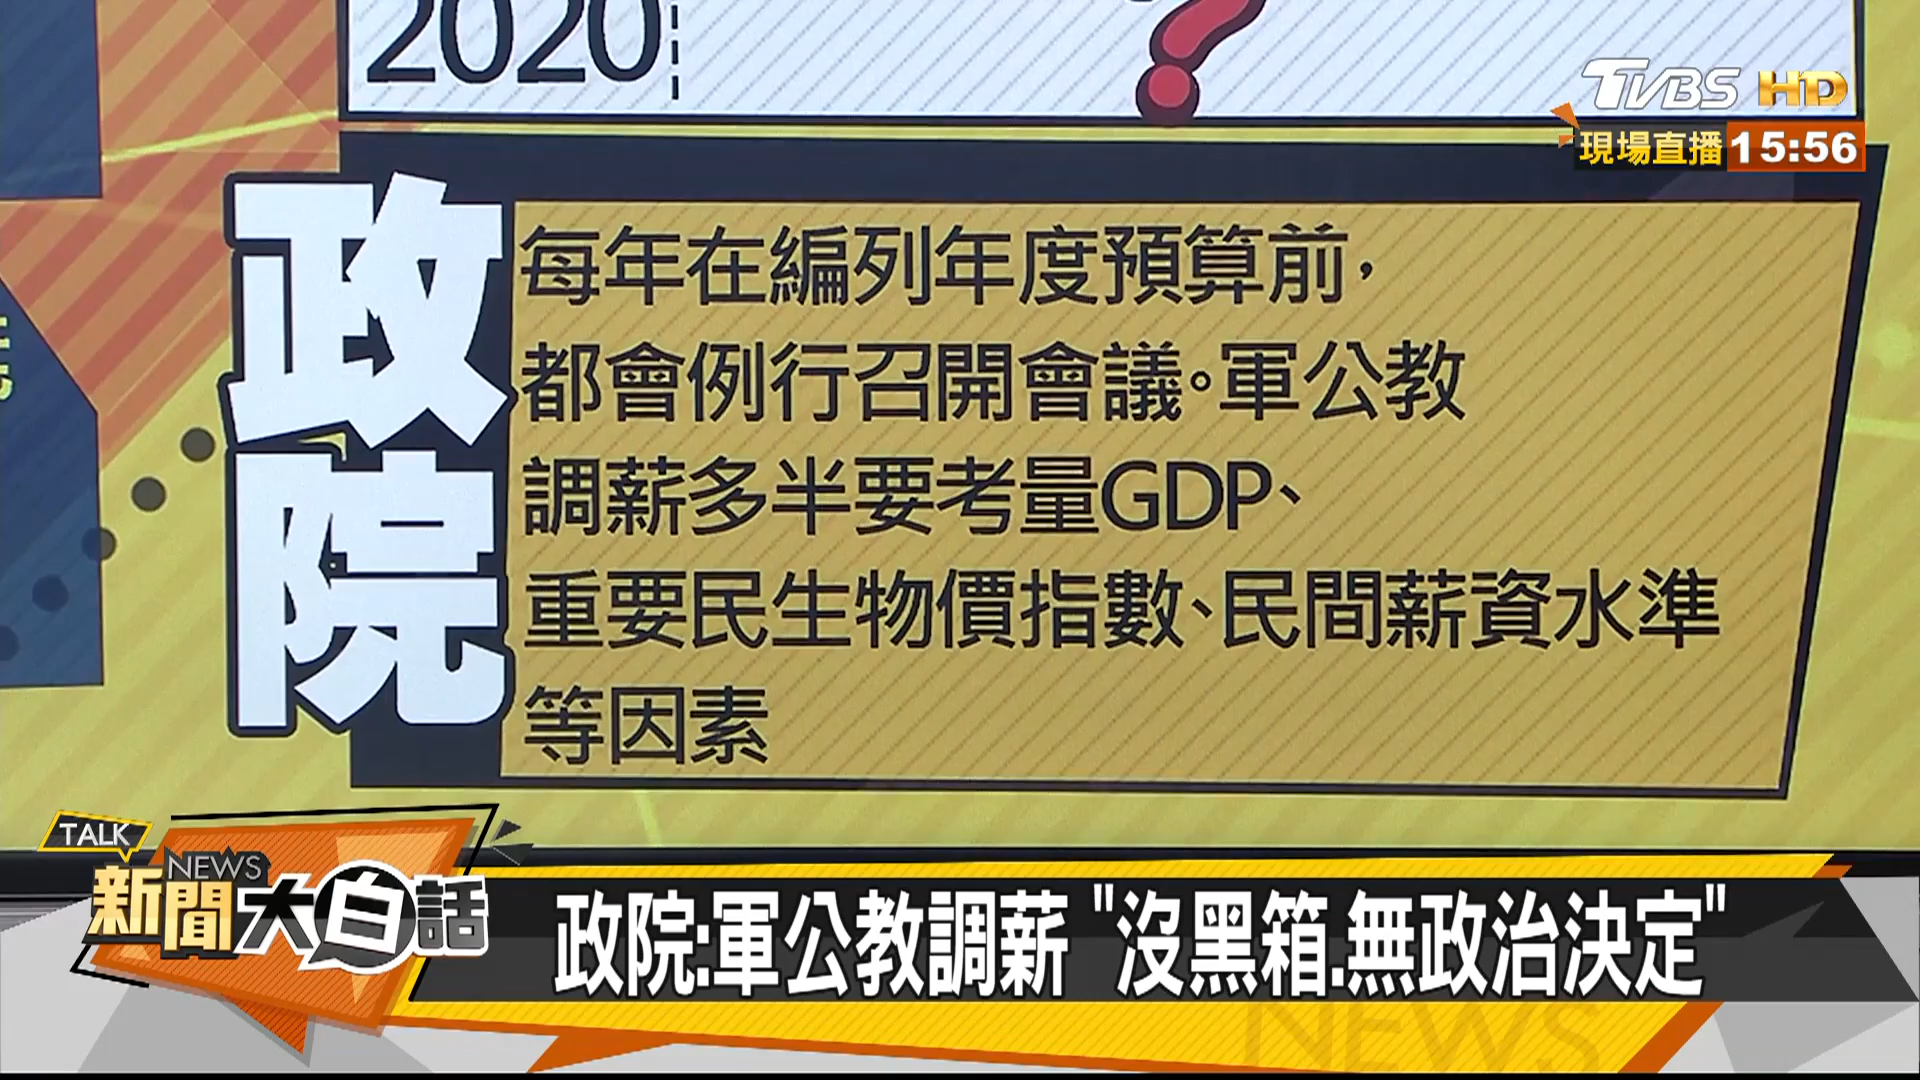 2020
?
TVBS HD
現場直播 15:56
政院
每年在編列年度預算前,
都會例行召開會議。軍公教
調薪多半要考量GDP、
重要民生物價指數、民間薪資水準
等因素
TALK
NEWS
新聞大白話
政院:軍公教調薪 "沒黑箱.無政治決定"
NEWS